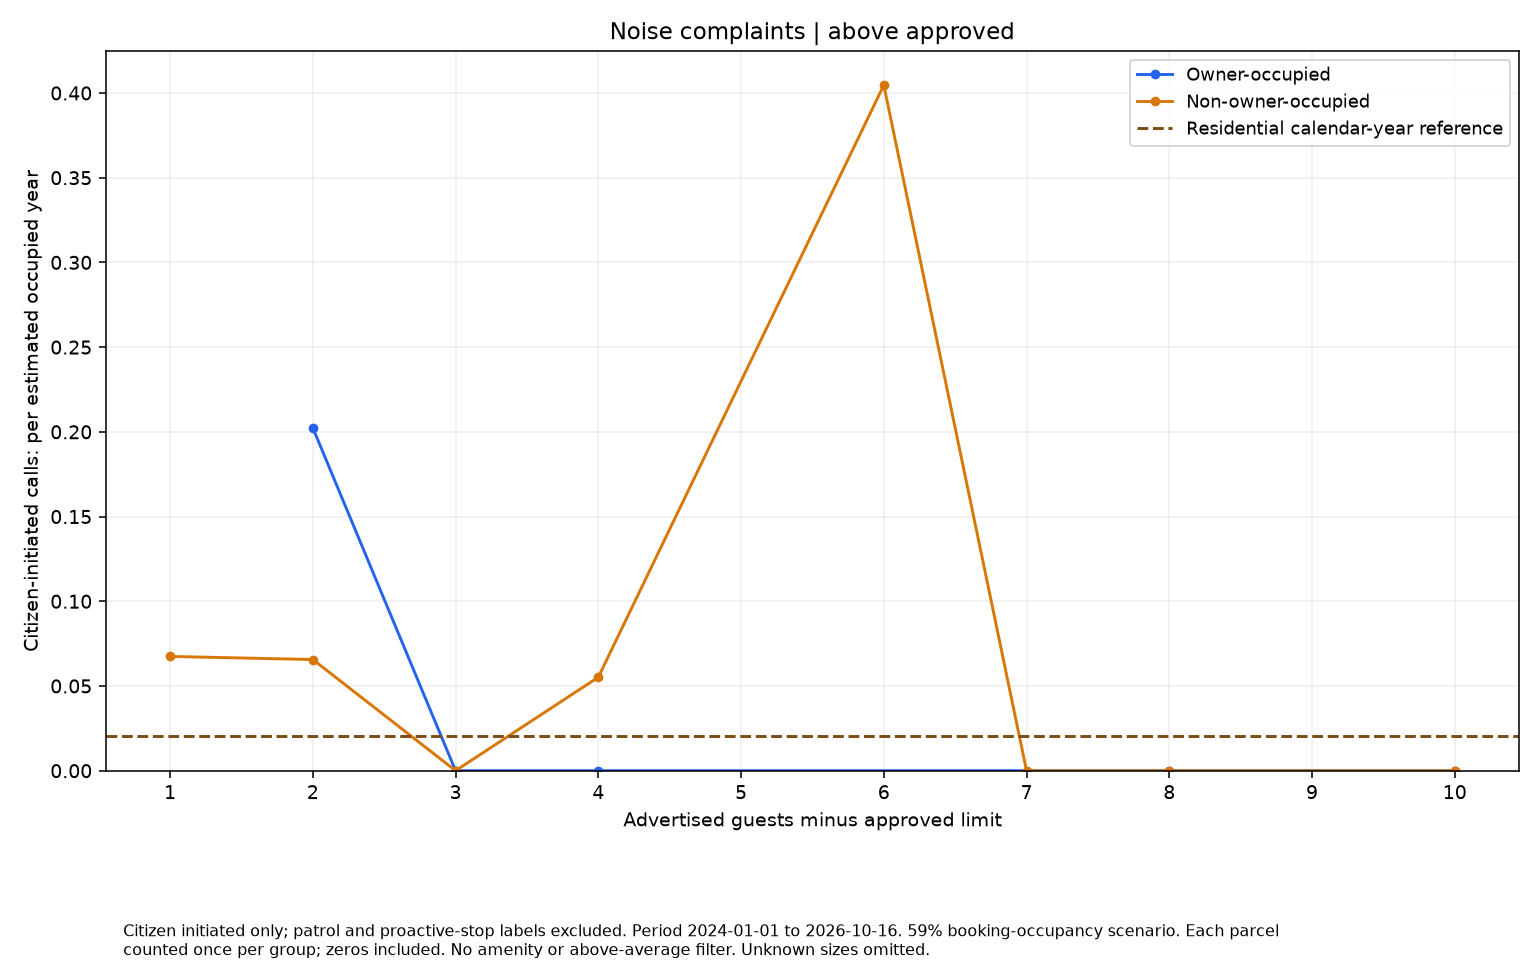 Noise complaints | above approved
Owner-occupied
Non-owner-occupied
Residential calendar-year reference
Citizen-initiated calls: per estimated occupied year
0.40
0.35
0.30
0.25
0.20
0.15
0.10
0.05
0.00
1 2 3 4 5 6 7 8 9 10
Advertised guests minus approved limit
Citizen initiated only; patrol and proactive-stop labels excluded. Period 2024-01-01 to 2026-10-16. 59% booking-occupancy scenario. Each parcel
counted once per group; zeros included. No amenity or above-average filter. Unknown sizes omitted.